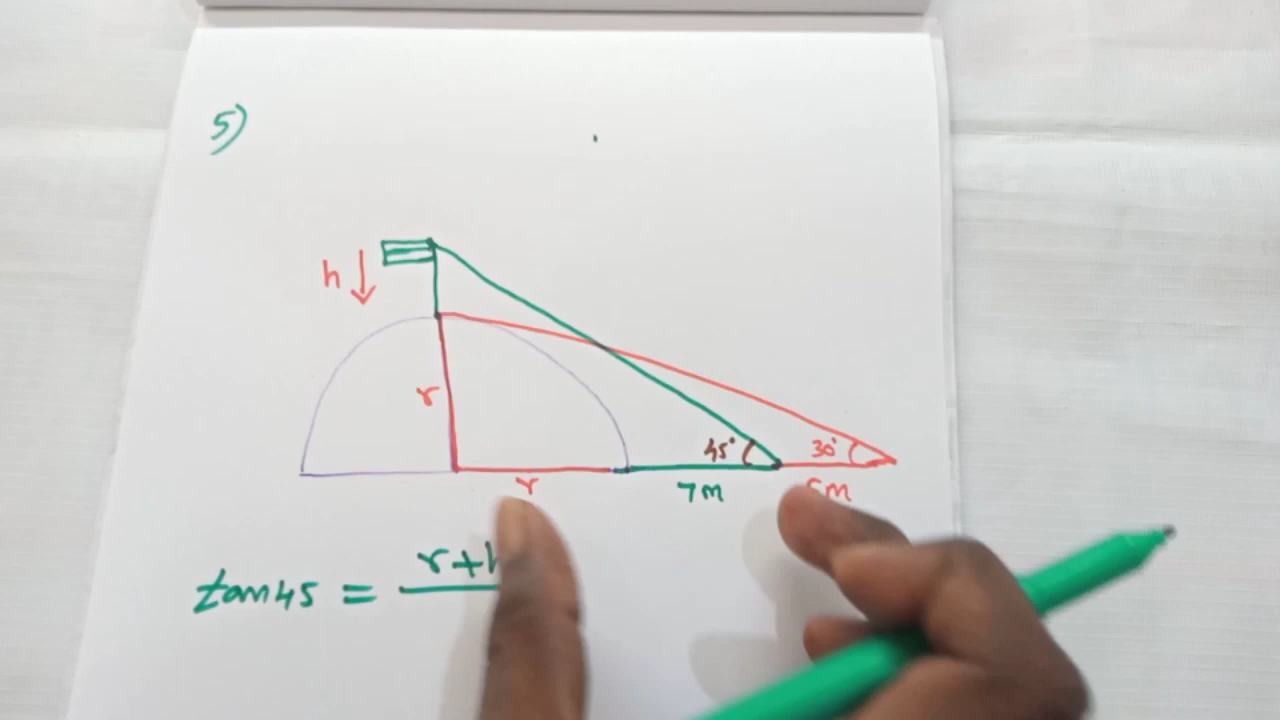 5)
h
r
45° 30°
r 7m m
tan45 = r+h